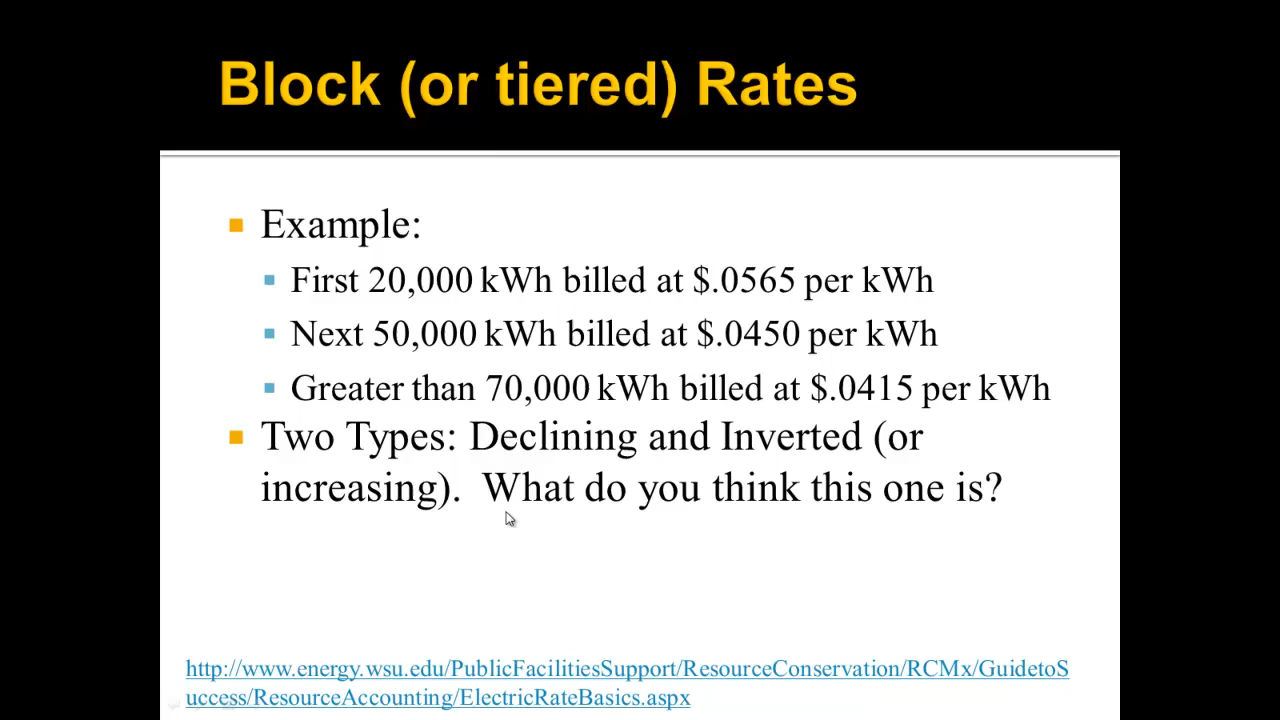 Block (or tiered) Rates
Example:
First 20,000 kWh billed at $.0565 per kWh
Next 50,000 kWh billed at $.0450 per kWh
Greater than 70,000 kWh billed at $.0415 per kWh
Two Types: Declining and Inverted (or
increasing).  What do you think this one is?
http://www.energy.wsu.edu/PublicFacilitiesSupport/ResourceConservation/RCMx/GuidetoS
uccess/ResourceAccounting/ElectricRateBasics.aspx